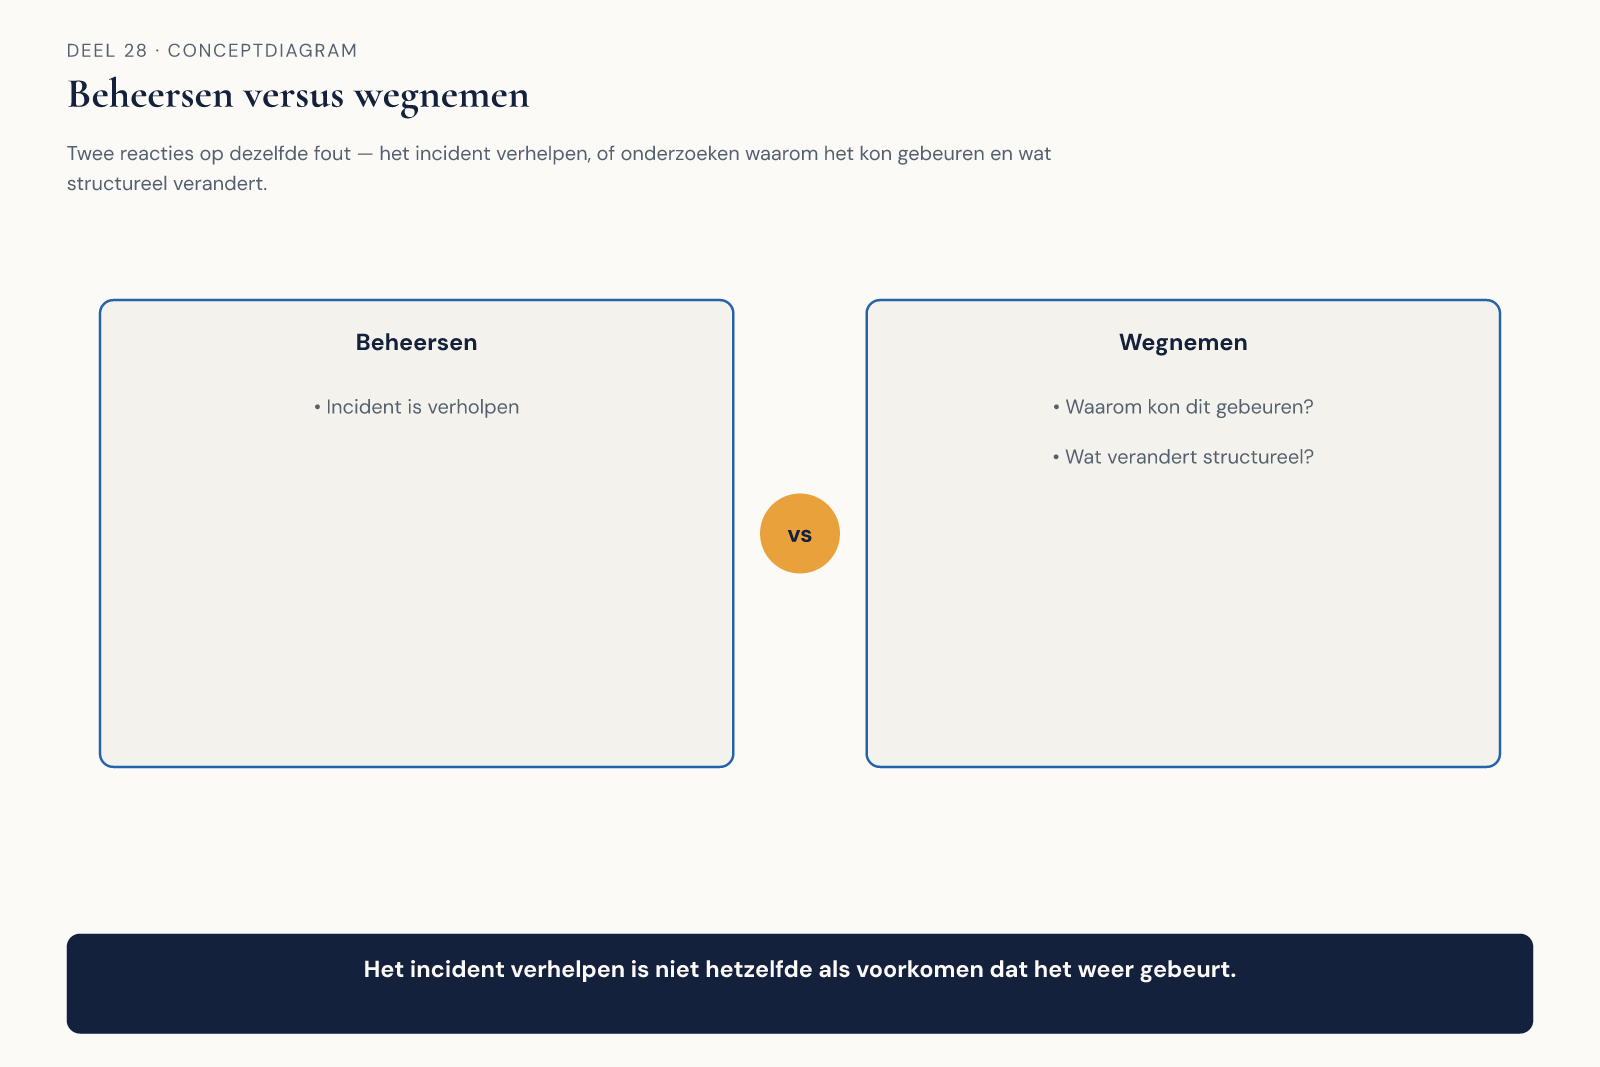 DEEL 28 · CONCEPTDIAGRAM
Beheersen versus wegnemen
Twee reacties op dezelfde fout — het incident verhelpen, of onderzoeken waarom het kon gebeuren en wat
structureel verandert.
Beheersen
• Incident is verholpen
vs
Wegnemen
• Waarom kon dit gebeuren?
• Wat verandert structureel?
Het incident verhelpen is niet hetzelfde als voorkomen dat het weer gebeurt.